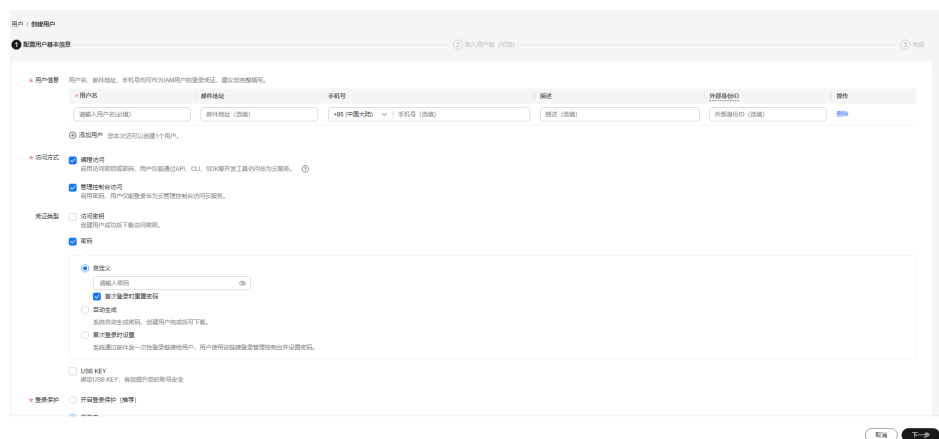 用户 / 创建用户
1 配置用户基本信息
2 加入用户组（可选）
3 完成
* 用户信息 用户名、邮件地址、手机号均可作为IAM用户的登录凭证，建议您完整填写。
* 用户名 邮件地址 手机号 描述 外部身份ID 操作
请输入用户名(必填) 邮件地址（选填） +86 (中国大陆) 手机号（选填） 描述（选填） 外部身份ID（选填） 删除
添加用户 您本次还可以创建1个用户。
* 访问方式 编程访问
启用访问密钥或密码，用户仅能通过API、CLI、SDK等开发工具访问华为云服务。
管理控制台访问
启用密码，用户仅能登录华为云管理控制台访问云服务。
凭证类型 访问密钥
创建用户成功后下载访问密钥。
密码
自定义
请输入密码
首次登录时重置密码
自动生成
系统自动生成密码，创建用户完成后可下载。
首次登录时设置
系统通过邮件发一次性登录链接给用户，用户使用该链接登录管理控制台并设置密码。
USB KEY
绑定USB KEY，有效提升您的账号安全
* 登录保护 开启登录保护（推荐）
取消 下一步